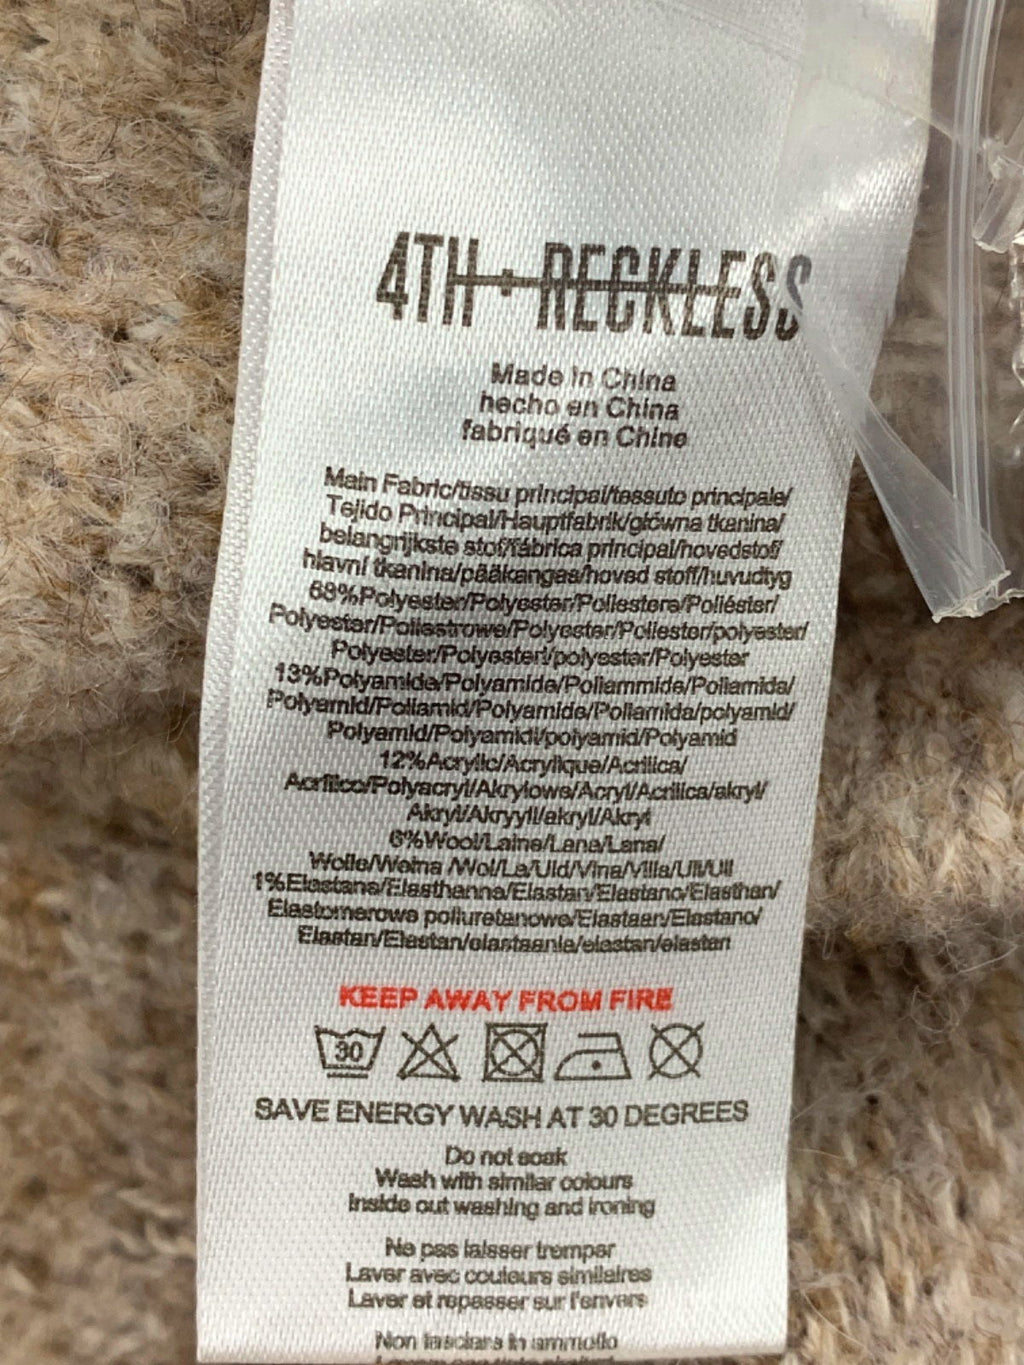 4TH·RECKLESS
Made in China
hecho en China
fabriqué en Chine
Main Fabric/tissu principal/tessuto principale/
Tejido Principal/Hauptfabrik/główna tkanina/
belangrijkste stof/fábrica principal/hovedstof/
hlavní tkanina/pääkangas/hoved stoff/huvudtyg
68%Polyester/Polyester/Poliestere/Poliéster/
Polyester/Poliestrowe/Polyester/Poliester/polyester/
Polyester/Polyesteri/polyester/Polyester
13%Polyamide/Polyamide/Poliammide/Poliamida/
Polyamid/Poliamid/Polyamide/Poliamida/polyamid/
Polyamid/Polyamidi/polyamid/Polyamid
12%Acrylic/Acrylique/Acrilica/
Acrílico/Polyacryl/Akrylowe/Acryl/Acrilica/akryl/
Akryl/Akryyli/akryl/Akryl
6%Wool/Laine/Lana/Lana/
Wolle/Wełna /Wol/La/Uld/Vlna/Villa/Ull/Ull
1%Elastane/Elasthanne/Elastan/Elastano/Elasthan/
Elastomerowe poliuretanowe/Elastaan/Elastano/
Elastan/Elastan/elastaania/elastan/elastan
KEEP AWAY FROM FIRE
30
SAVE ENERGY WASH AT 30 DEGREES
Do not soak
Wash with similar colours
Inside out washing and ironing
Ne pas laisser tremper
Laver avec couleurs similaires
Laver et repasser sur l'envers
Non lasciare in ammollo